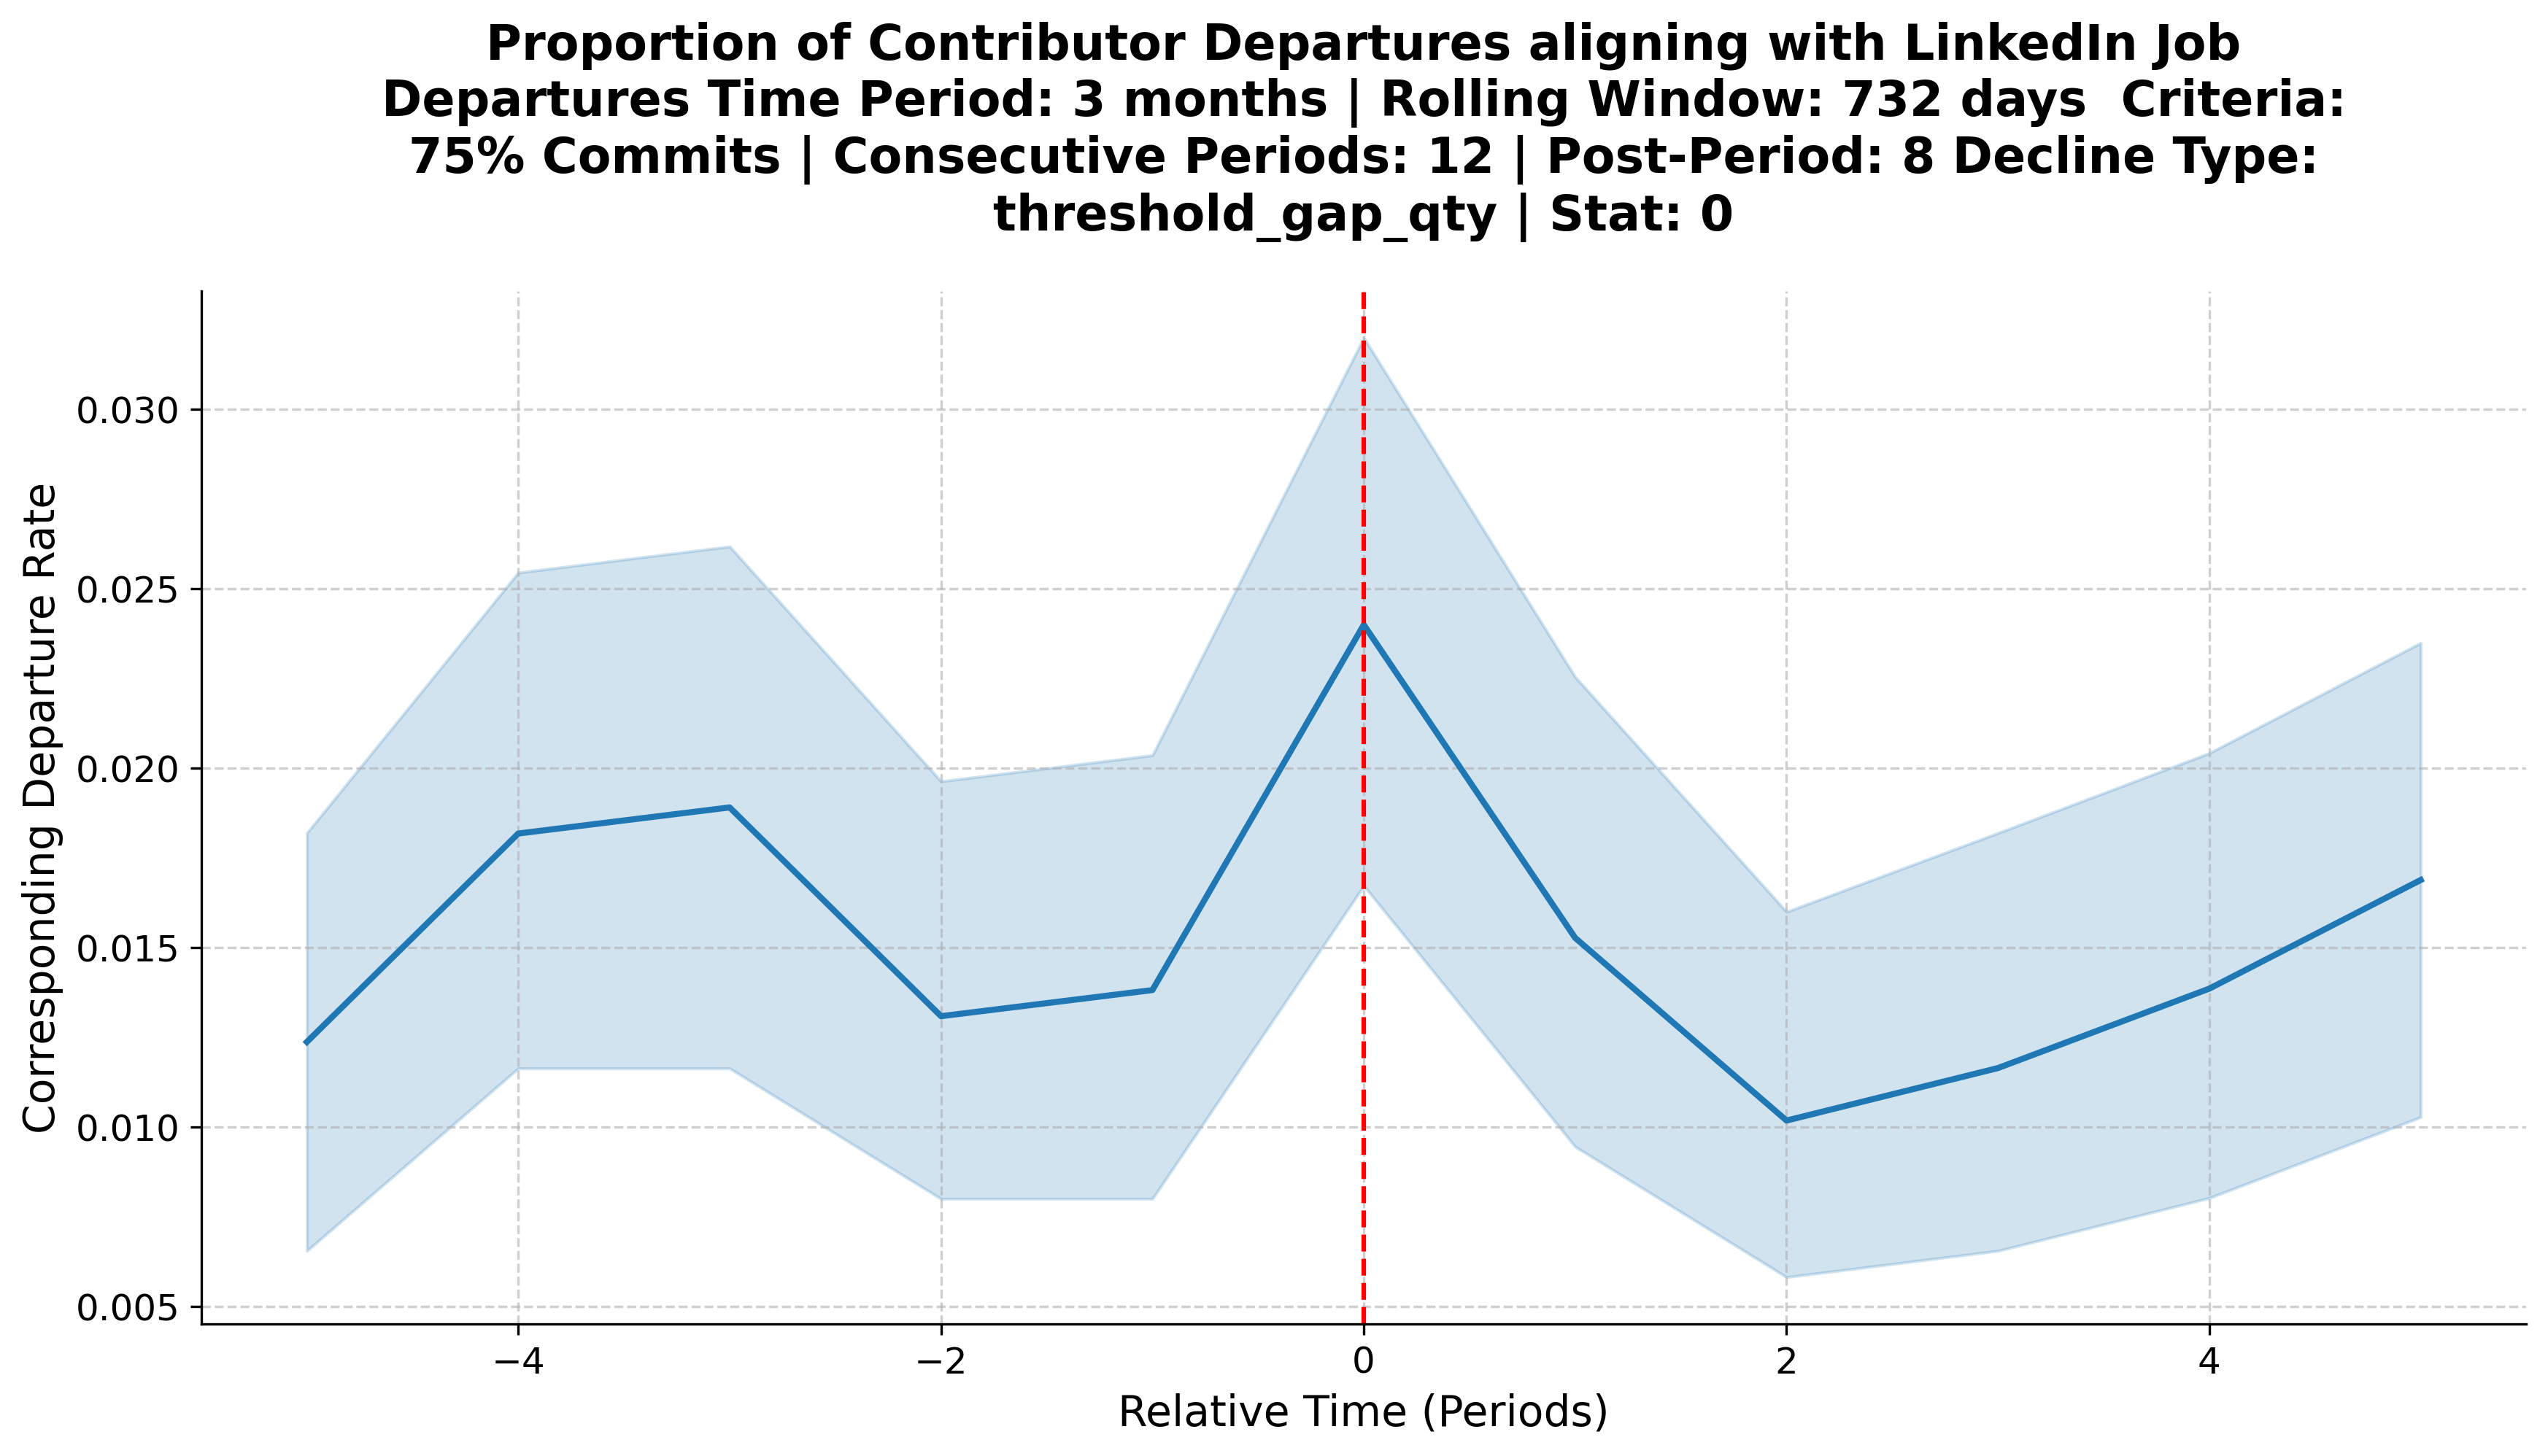 Proportion of Contributor Departures aligning with LinkedIn Job
Departures Time Period: 3 months | Rolling Window: 732 days  Criteria:
75% Commits | Consecutive Periods: 12 | Post-Period: 8 Decline Type:
threshold_gap_qty | Stat: 0
Corresponding Departure Rate
0.030
0.025
0.020
0.015
0.010
0.005
−4
−2
0
2
4
Relative Time (Periods)